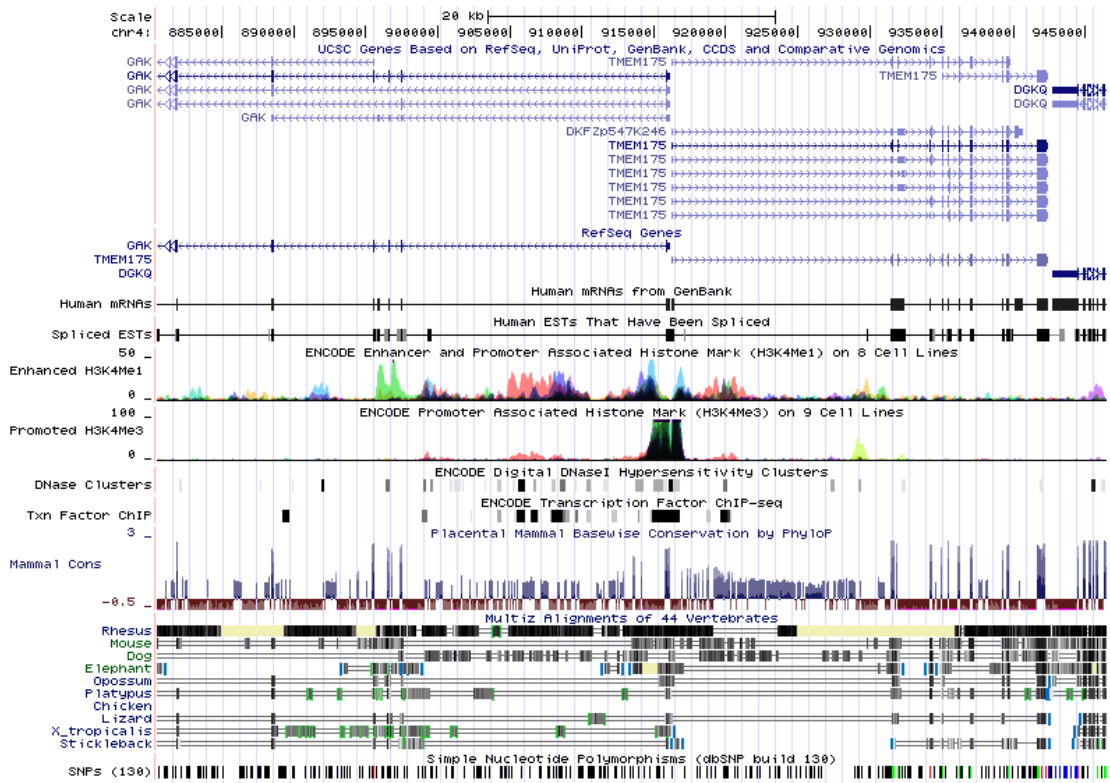 Scale 20 kb
chr4: 885000 890000 895000 900000 905000 910000 915000 920000 925000 930000 935000 940000 945000
UCSC Genes Based on RefSeq, UniProt, GenBank, CCDS and Comparative Genomics
GAK TMEM175
GAK TMEM175
GAK DGKQ
GAK DGKQ
GAK
DKFZp547K246
TMEM175
TMEM175
TMEM175
TMEM175
TMEM175
TMEM175
RefSeq Genes
GAK
TMEM175
DGKQ
Human mRNAs from GenBank
Human mRNAs
Human ESTs That Have Been Spliced
Spliced ESTs
50 _ ENCODE Enhancer and Promoter Associated Histone Mark (H3K4Me1) on 8 Cell Lines
Enhanced H3K4Me1
0 _
100 _ ENCODE Promoter Associated Histone Mark (H3K4Me3) on 9 Cell Lines
Promoted H3K4Me3
0 _
ENCODE Digital DNaseI Hypersensitivity Clusters
DNase Clusters
ENCODE Transcription Factor ChIP-seq
Txn Factor ChIP
3 _ Placental Mammal Basewise Conservation by PhyloP
Mammal Cons
-0.5 _
Multiz Alignments of 44 Vertebrates
Rhesus
Mouse
Dog
Elephant
Opossum
Platypus
Chicken
Lizard
X_tropicalis
Stickleback
Simple Nucleotide Polymorphisms (dbSNP build 130)
SNPs (130)